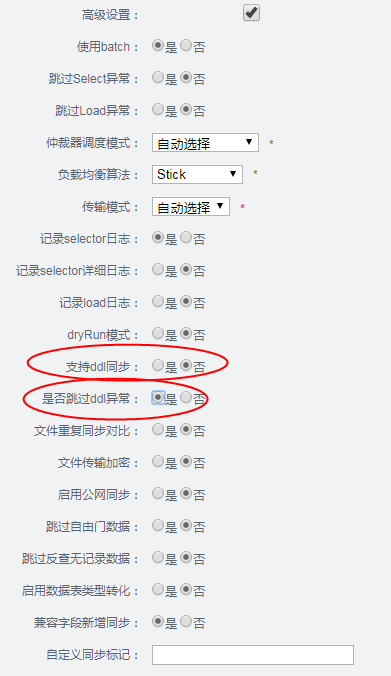 高级设置：
使用batch： 是 否
跳过Select异常： 是 否
跳过Load异常： 是 否
仲裁器调度模式： 自动选择 *
负载均衡算法： Stick *
传输模式： 自动选择 *
记录selector日志： 是 否
记录selector详细日志： 是 否
记录load日志： 是 否
dryRun模式： 是 否
支持ddl同步： 是 否
是否跳过ddl异常： 是 否
文件重复同步对比： 是 否
文件传输加密： 是 否
启用公网同步： 是 否
跳过自由门数据： 是 否
跳过反查无记录数据： 是 否
启用数据表类型转化： 是 否
兼容字段新增同步： 是 否
自定义同步标记：